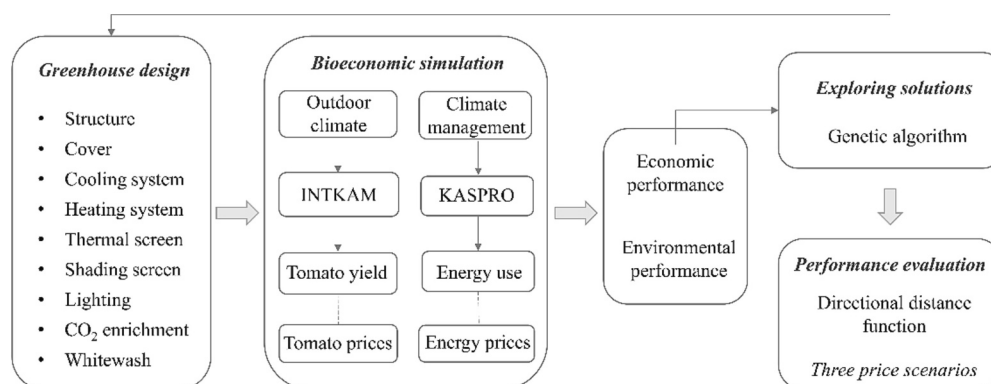 Greenhouse design
• Structure
• Cover
• Cooling system
• Heating system
• Thermal screen
• Shading screen
• Lighting
• CO₂ enrichment
• Whitewash
Bioeconomic simulation
Outdoor
climate
Climate
management
INTKAM
KASPRO
Tomato yield
Energy use
Tomato prices
Energy prices
Economic
performance
Environmental
performance
Exploring solutions
Genetic algorithm
Performance evaluation
Directional distance
function
Three price scenarios